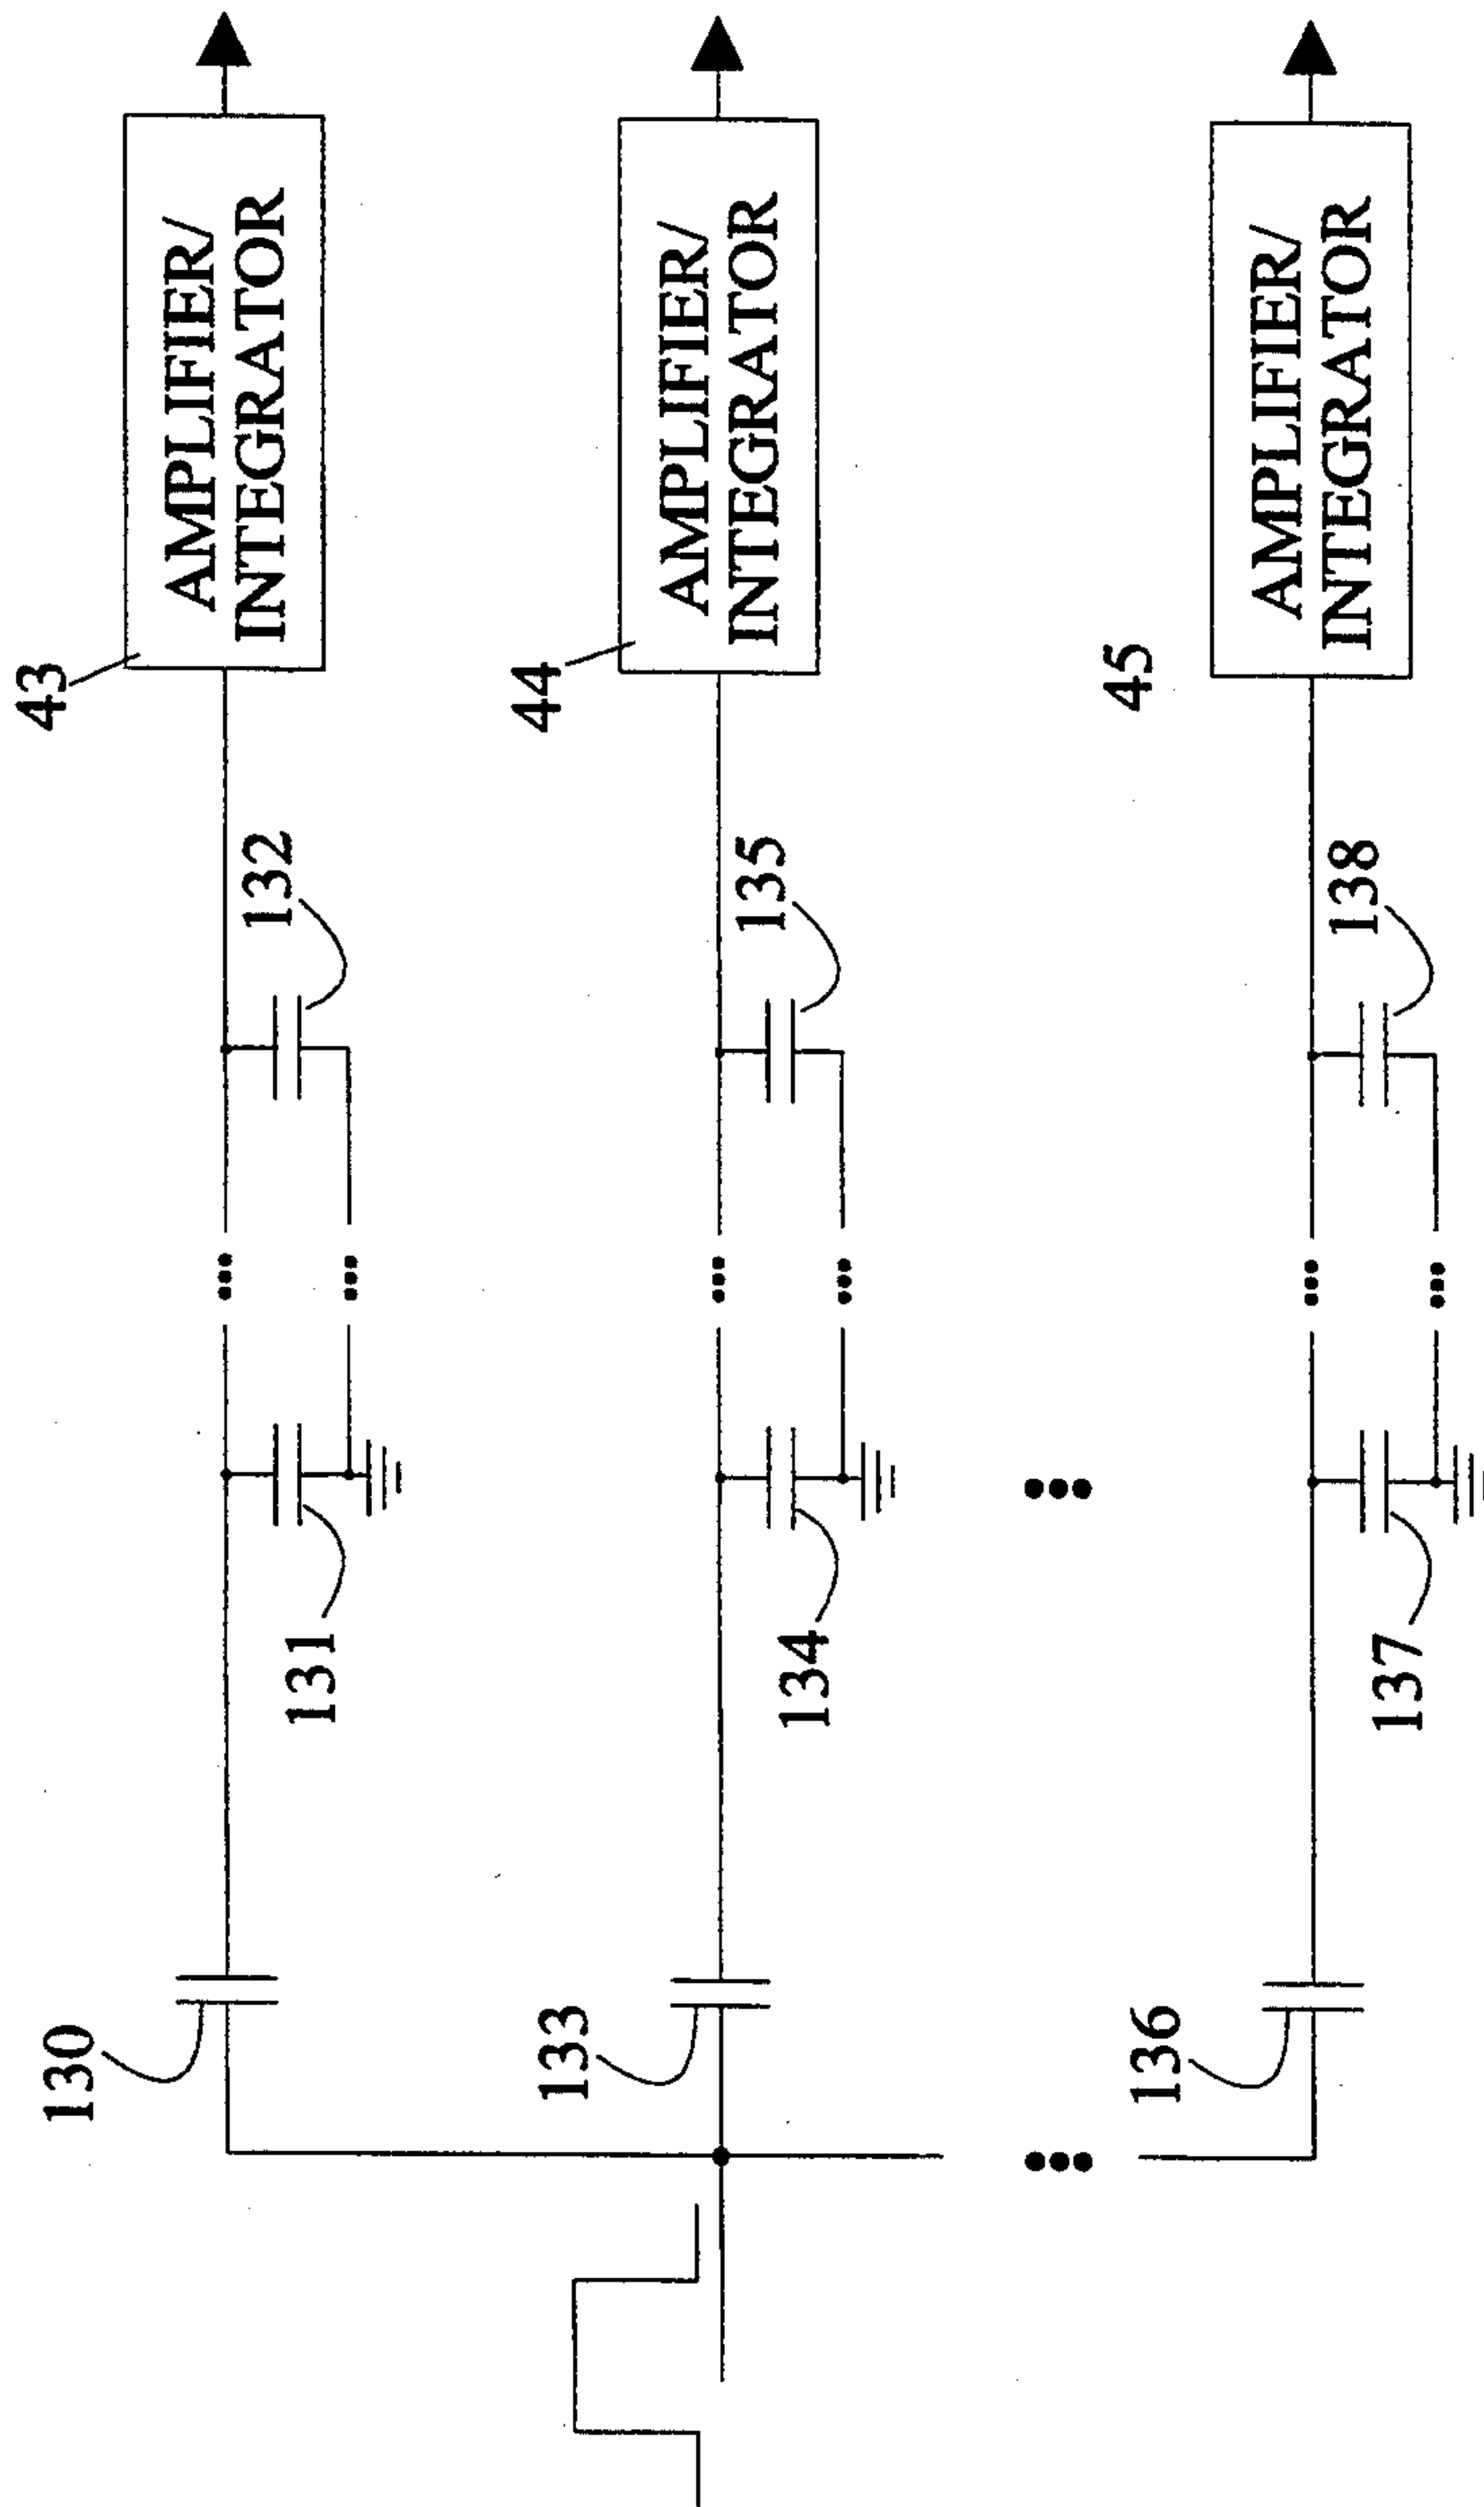 43
AMPLIFIER/
INTEGRATOR
132
131
130
44
AMPLIFIER/
INTEGRATOR
135
134
133
45
AMPLIFIER/
INTEGRATOR
138
137
136